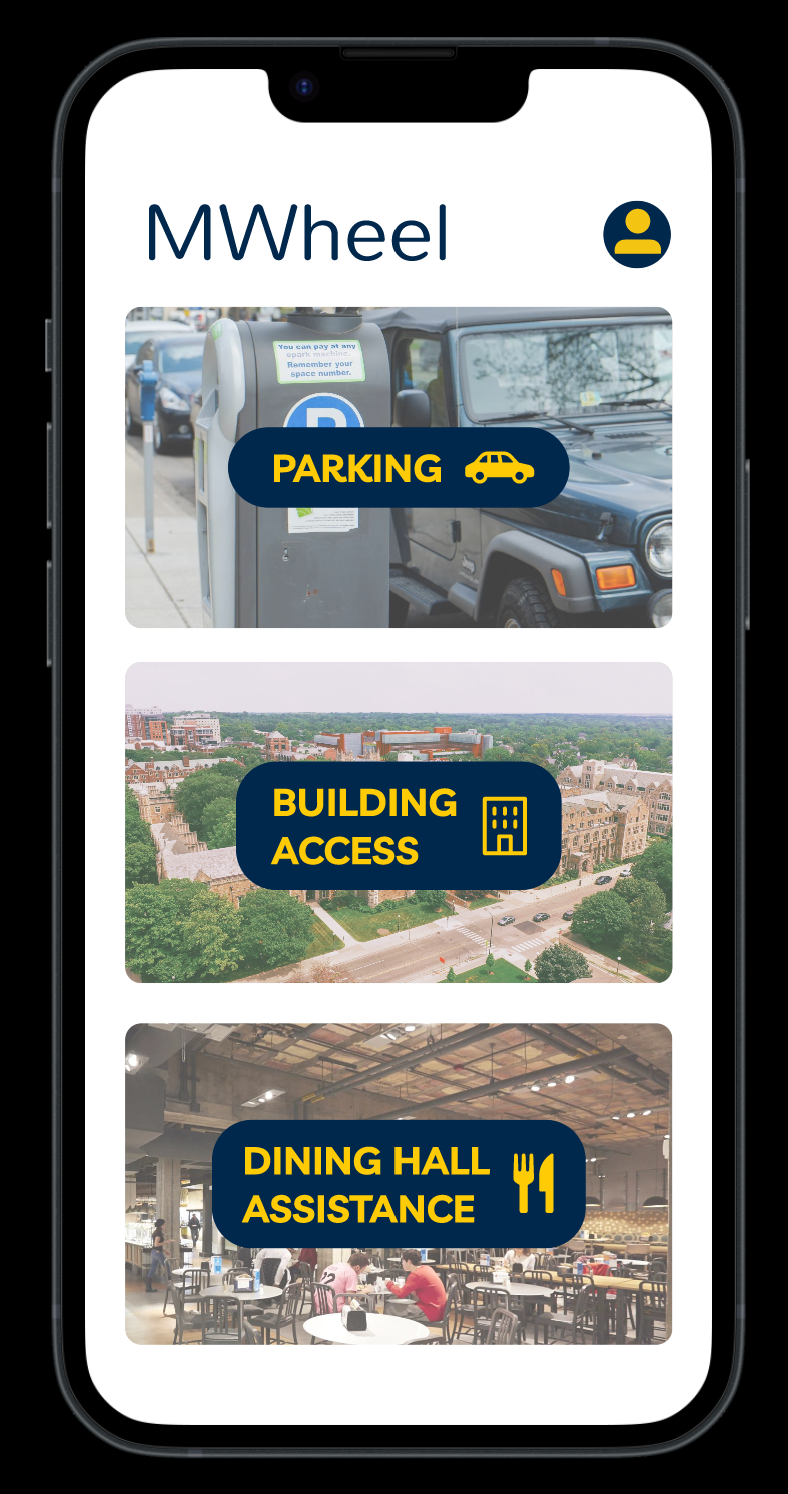 MWheel
You can pay at any
epark machine.
Remember your
space number.
P
PARKING
BUILDING
ACCESS
DINING HALL
ASSISTANCE